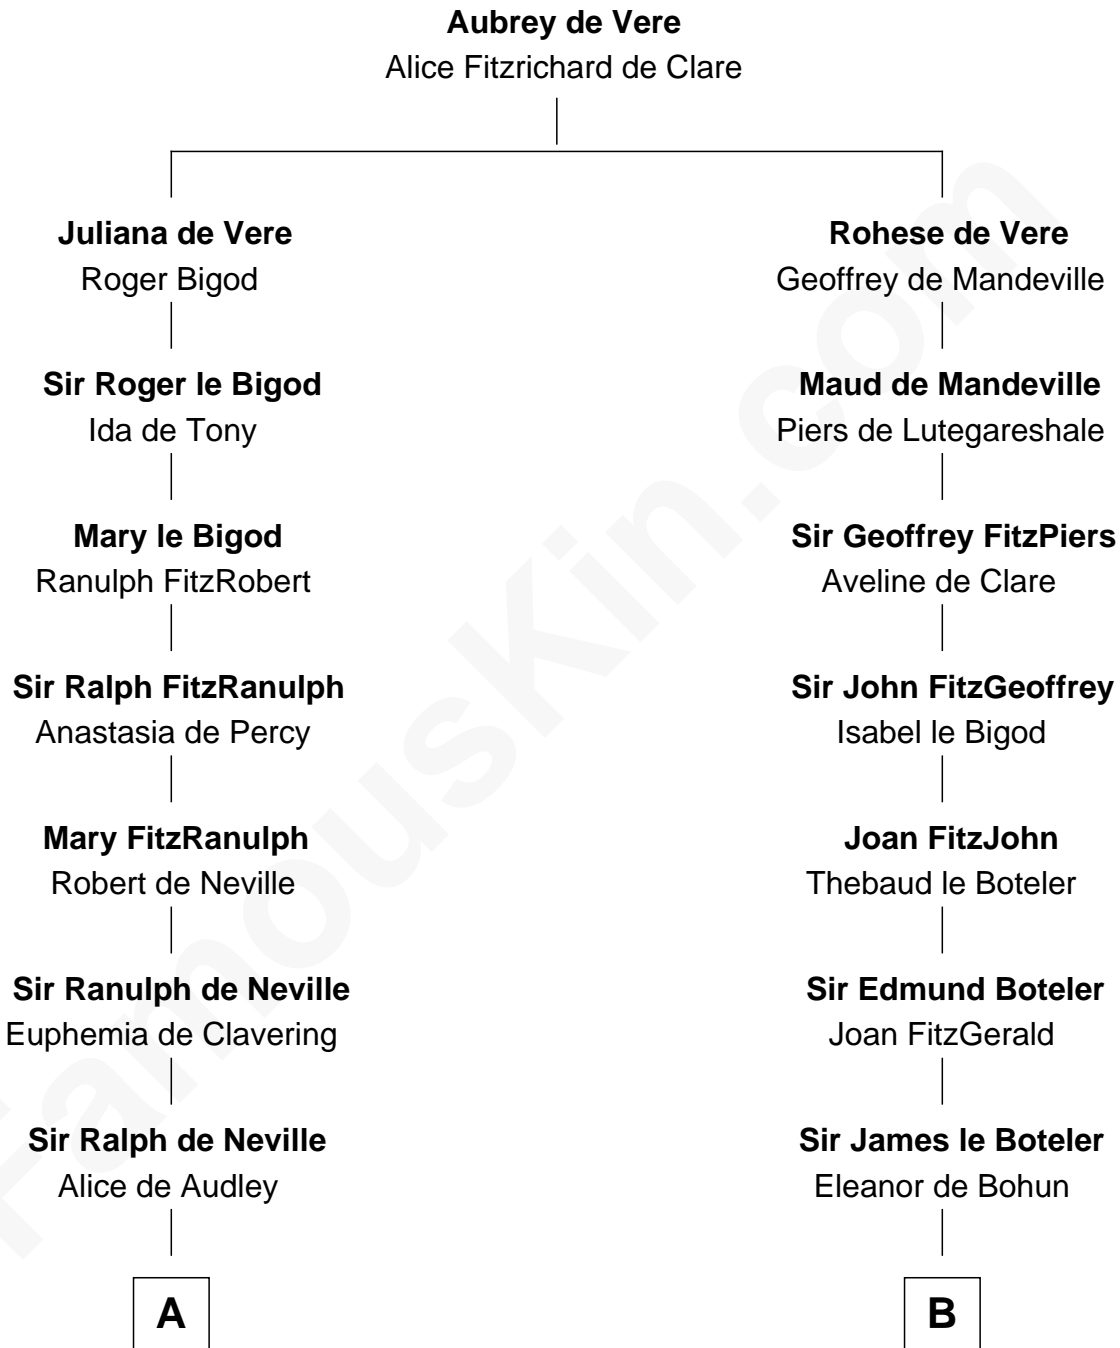 Aubrey de Vere
Alice Fitzrichard de Clare
Juliana de Vere
Roger Bigod
Rohese de Vere
Geoffrey de Mandeville
Sir Roger le Bigod
Ida de Tony
Maud de Mandeville
Piers de Lutegareshale
Mary le Bigod
Ranulph FitzRobert
Sir Geoffrey FitzPiers
Aveline de Clare
Sir Ralph FitzRanulph
Anastasia de Percy
Sir John FitzGeoffrey
Isabel le Bigod
Mary FitzRanulph
Robert de Neville
Joan FitzJohn
Thebaud le Boteler
Sir Ranulph de Neville
Euphemia de Clavering
Sir Edmund Boteler
Joan FitzGerald
Sir Ralph de Neville
Alice de Audley
Sir James le Boteler
Eleanor de Bohun
A
B
FamousKin.com